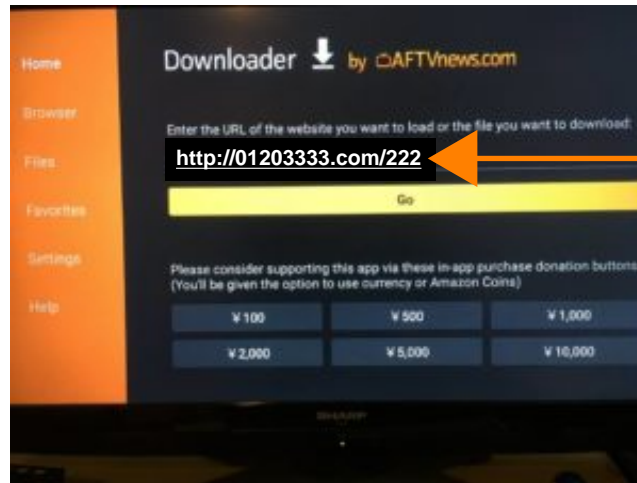 Home
Downloader by AFTVnews.com
Browser
Enter the URL of the website you want to load or the file you want to download:
Files
http://01203333.com/222
Go
Favorites
Settings
Please consider supporting this app via these in-app purchase donation buttons
(You'll be given the option to use currency or Amazon Coins)
Help
¥100
¥500
¥1,000
¥2,000
¥5,000
¥10,000
SHARP